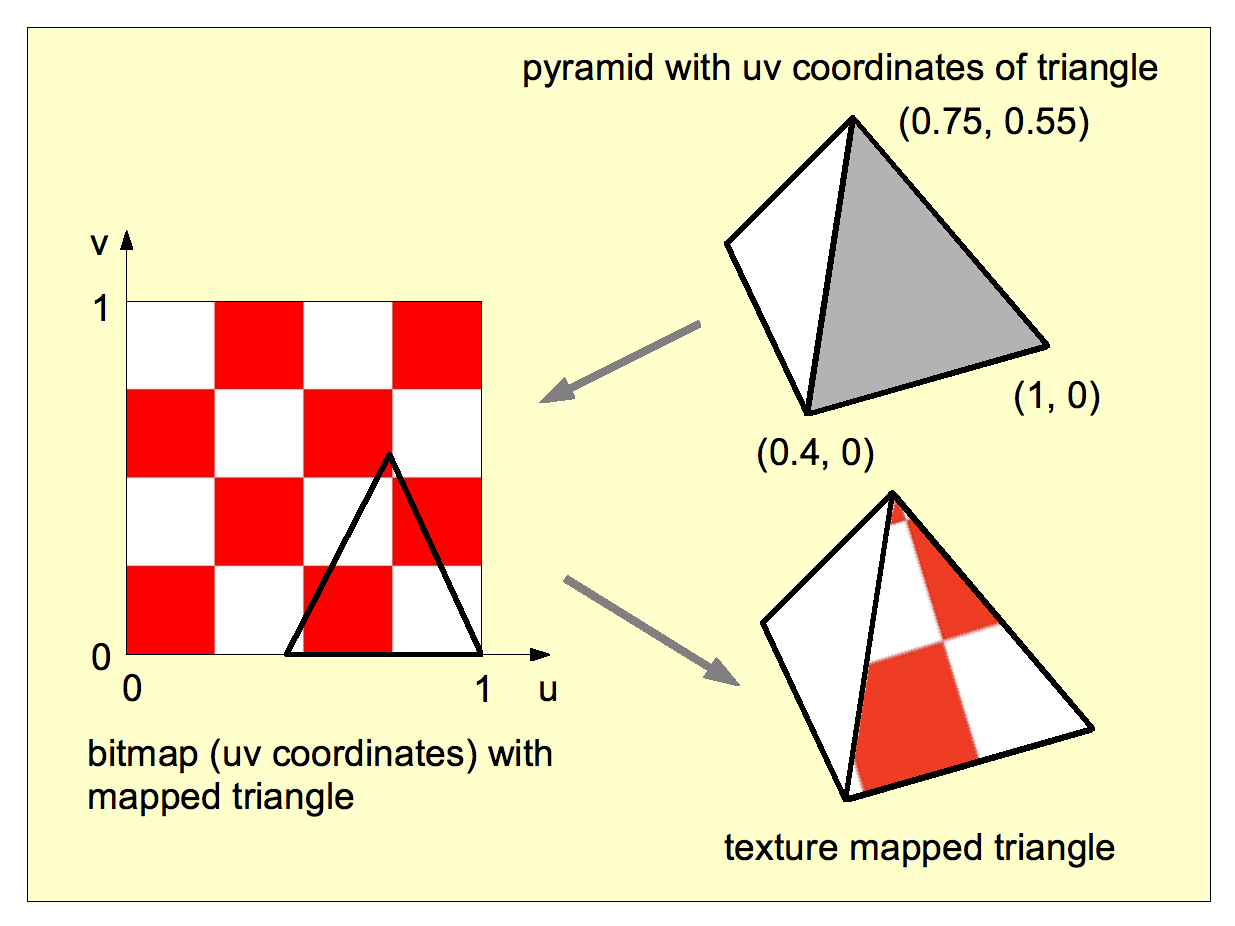 pyramid with uv coordinates of triangle
(0.75, 0.55)
v
1
(1, 0)
(0.4, 0)
0
0
1
u
bitmap (uv coordinates) with
mapped triangle
texture mapped triangle